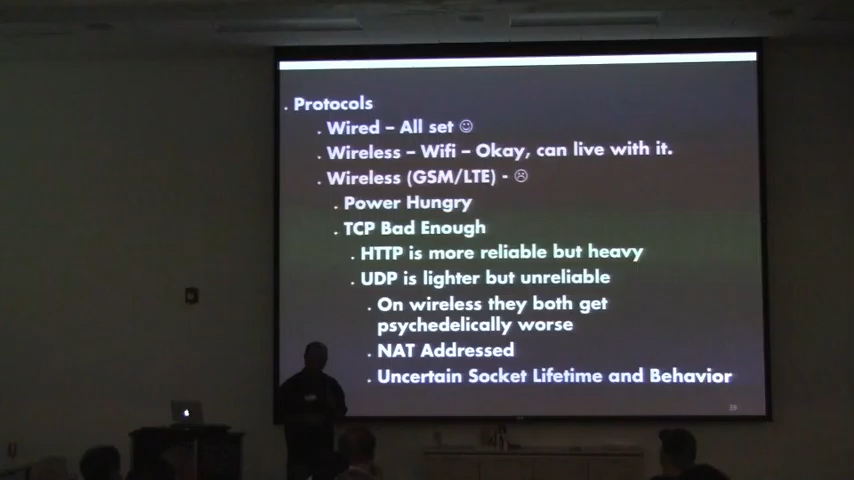 . Protocols
. Wired – All set ☺
. Wireless – Wifi – Okay, can live with it.
. Wireless (GSM/LTE) - ☹
. Power Hungry
. TCP Bad Enough
. HTTP is more reliable but heavy
. UDP is lighter but unreliable
. On wireless they both get
psychedelically worse
. NAT Addressed
. Uncertain Socket Lifetime and Behavior